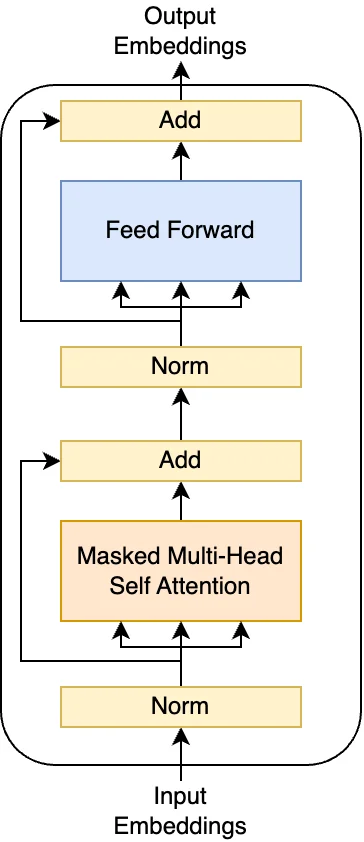 Output
Embeddings
Add
Feed Forward
Norm
Add
Masked Multi-Head
Self Attention
Norm
Input
Embeddings